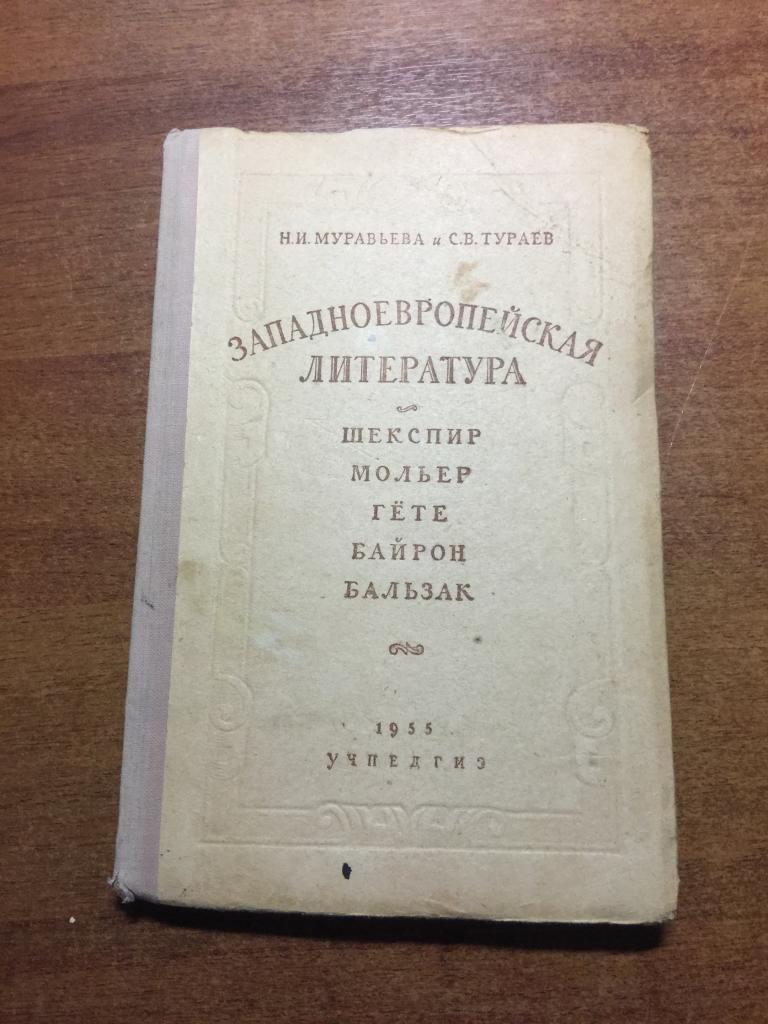 Н.И. МУРАВЬЕВА и С.В. ТУРАЕВ
ЗАПАДНОЕВРОПЕЙСКАЯ
ЛИТЕРАТУРА
ШЕКСПИР
МОЛЬЕР
ГЁТЕ
БАЙРОН
БАЛЬЗАК
1955
УЧПЕДГИЗ